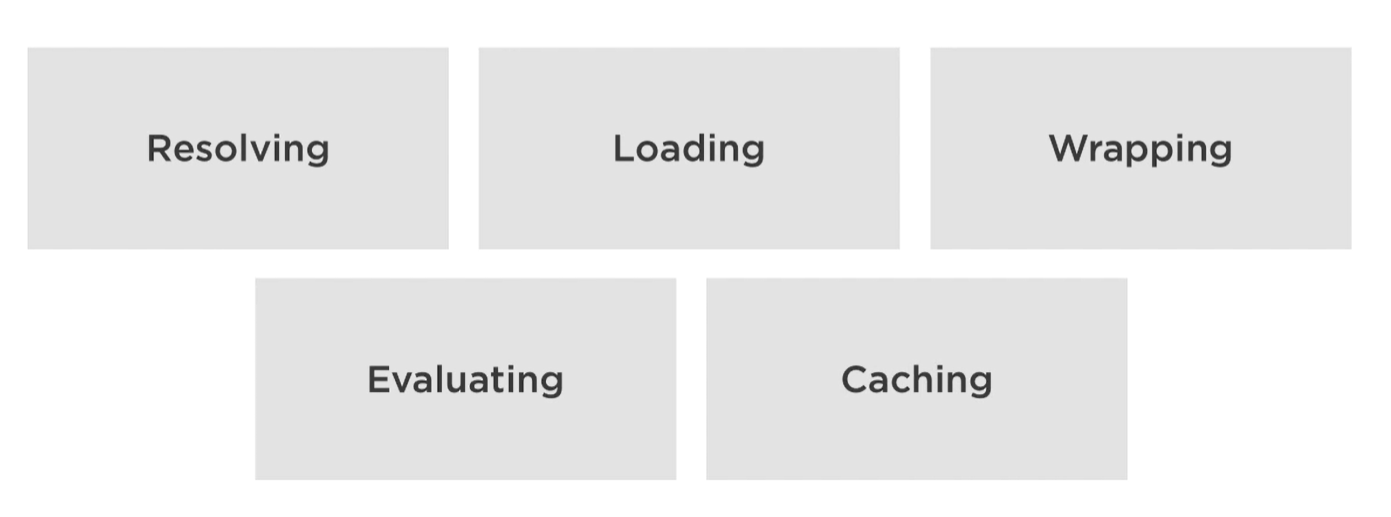 Resolving
Loading
Wrapping
Evaluating
Caching